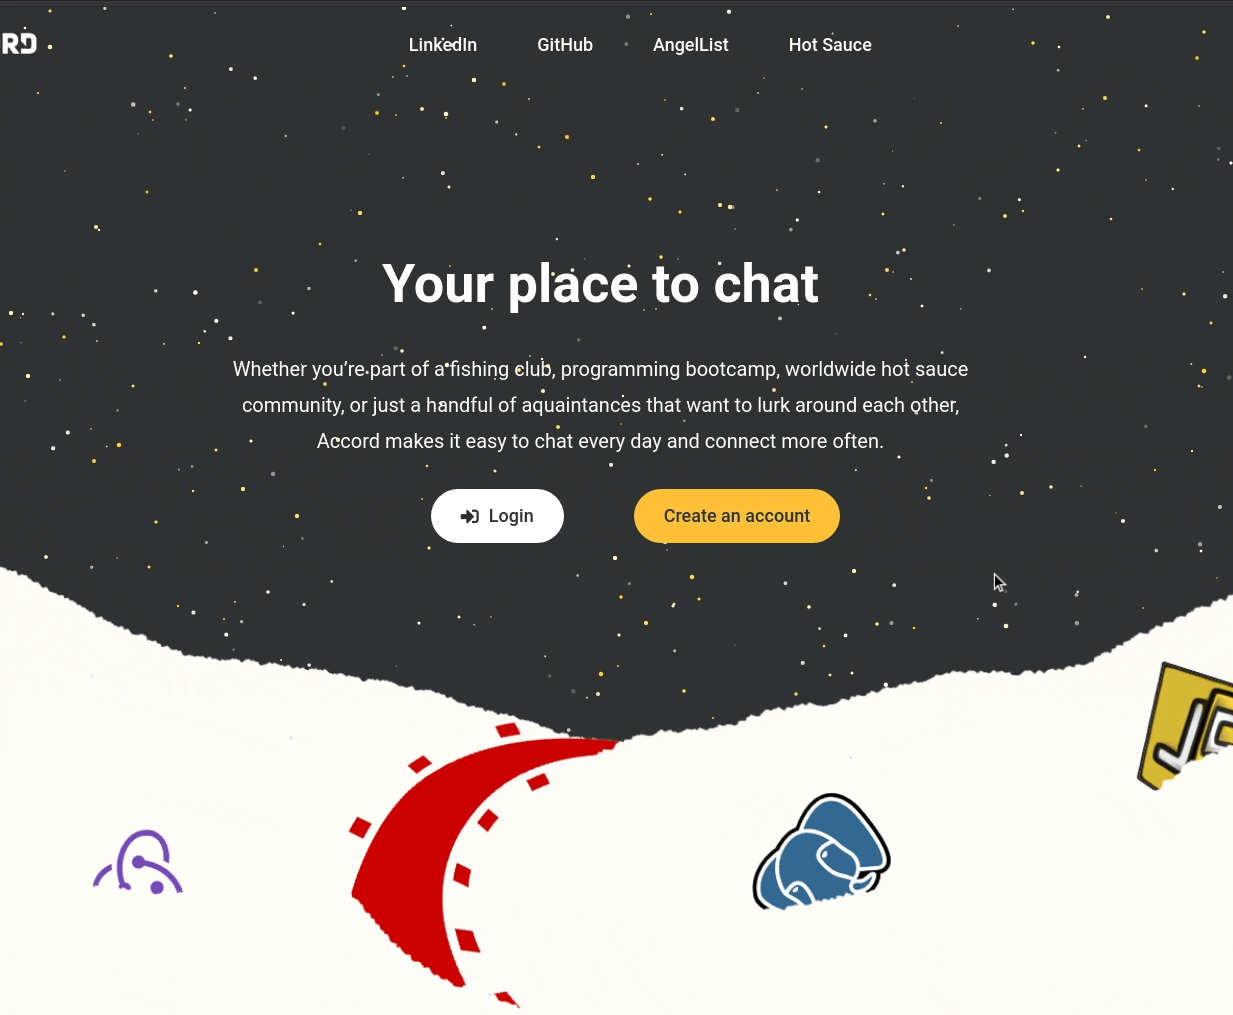 RD
LinkedIn GitHub AngelList Hot Sauce
Your place to chat
Whether you’re part of a fishing club, programming bootcamp, worldwide hot sauce
community, or just a handful of aquaintances that want to lurk around each other,
Accord makes it easy to chat every day and connect more often.
Login Create an account